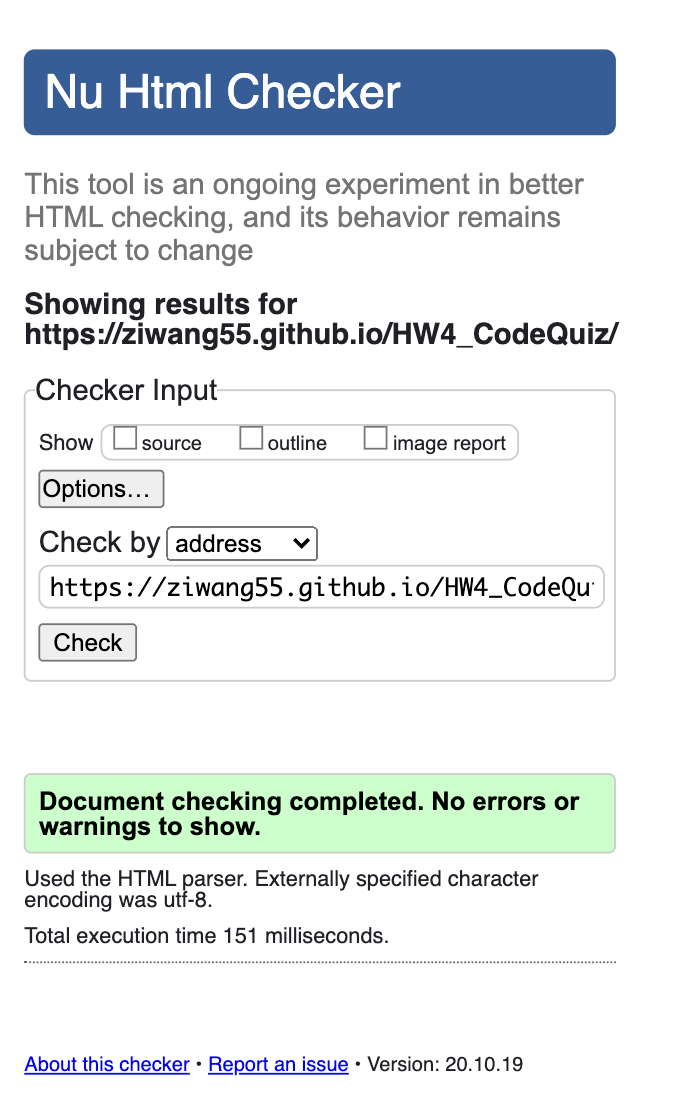 Nu Html Checker
This tool is an ongoing experiment in better
HTML checking, and its behavior remains
subject to change
Showing results for
https://ziwang55.github.io/HW4_CodeQuiz/
Checker Input
Show source outline image report
Options...
Check by address
https://ziwang55.github.io/HW4_CodeQu
Check
Document checking completed. No errors or
warnings to show.
Used the HTML parser. Externally specified character
encoding was utf-8.
Total execution time 151 milliseconds.
About this checker • Report an issue • Version: 20.10.19